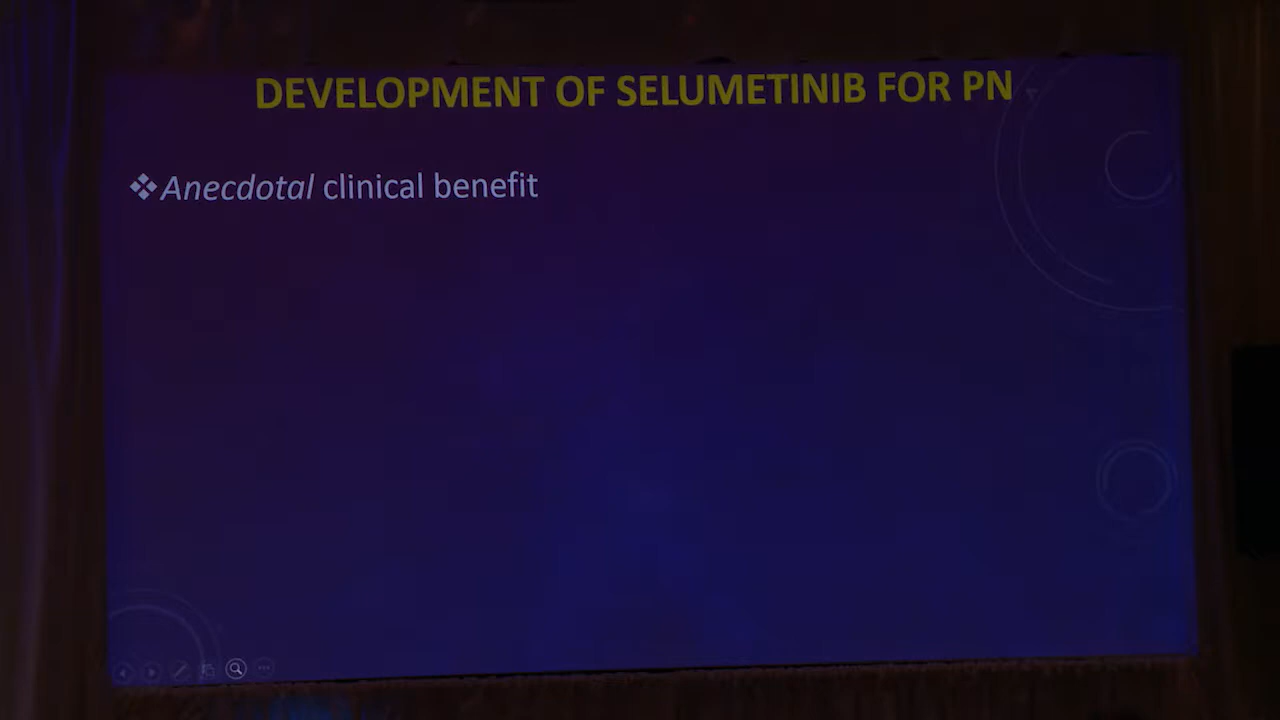 DEVELOPMENT OF SELUMETINIB FOR PN
❖Anecdotal clinical benefit